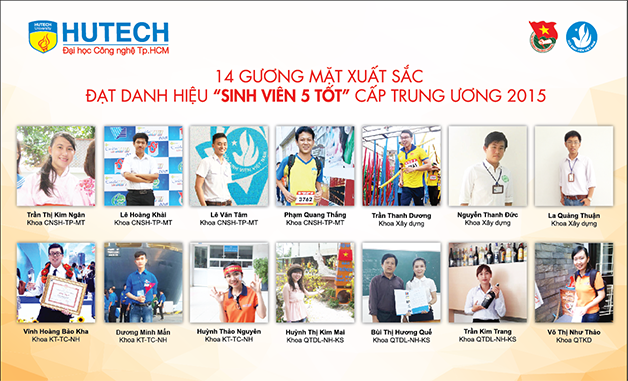 HUTECH
University
HUTECH
Đại học Công nghệ Tp.HCM
14 GƯƠNG MẶT XUẤT SẮC
ĐẠT DANH HIỆU “SINH VIÊN 5 TỐT” CẤP TRUNG ƯƠNG 2015
3762
Trần Thị Kim Ngân
Khoa CNSH-TP-MT
Lê Hoàng Khải
Khoa CNSH-TP-MT
Lê Văn Tâm
Khoa CNSH-TP-MT
Phạm Quang Thắng
Khoa CNSH-TP-MT
Trần Thanh Dương
Khoa Xây dựng
Nguyễn Thanh Đức
Khoa Xây dựng
La Quảng Thuận
Khoa Xây dựng
Vinh Hoàng Bảo Kha
Khoa KT-TC-NH
Dương Minh Mẩn
Khoa KT-TC-NH
Huỳnh Thảo Nguyên
Khoa KT-TC-NH
Huỳnh Thị Kim Mai
Khoa QTDL-NH-KS
Bùi Thị Hương Quế
Khoa QTDL-NH-KS
Trần Kim Trang
Khoa QTDL-NH-KS
Võ Thị Như Thảo
Khoa QTKD